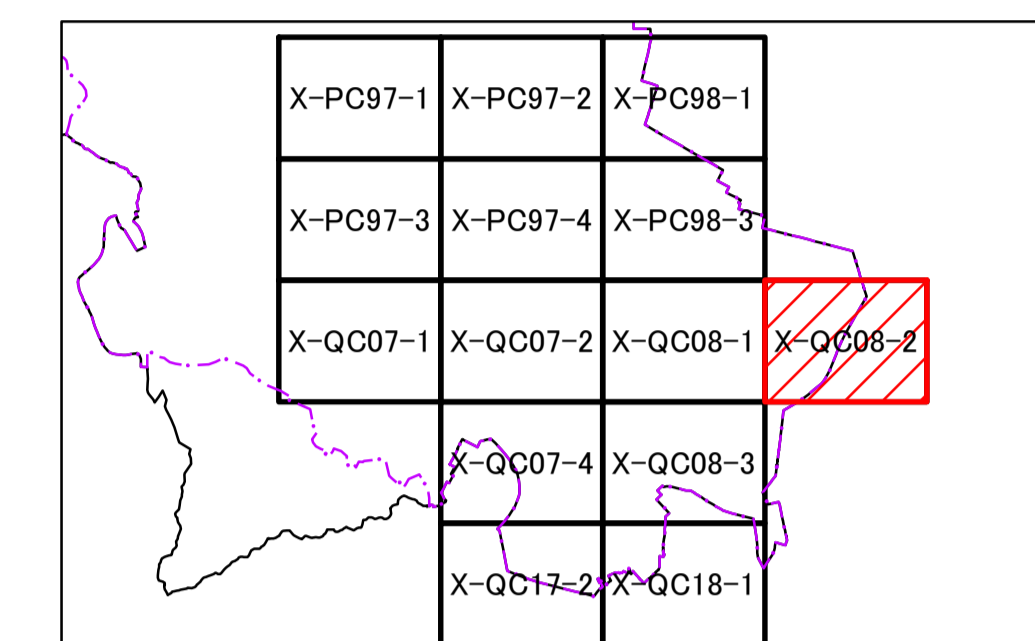 X-PC97-1 X-PC97-2 X-PC98-1
X-PC97-3 X-PC97-4 X-PC98-3
X-QC07-1 X-QC07-2 X-QC08-1 X-QC08-2
X-QC07-4 X-QC08-3
X-QC17-2 X-QC18-1